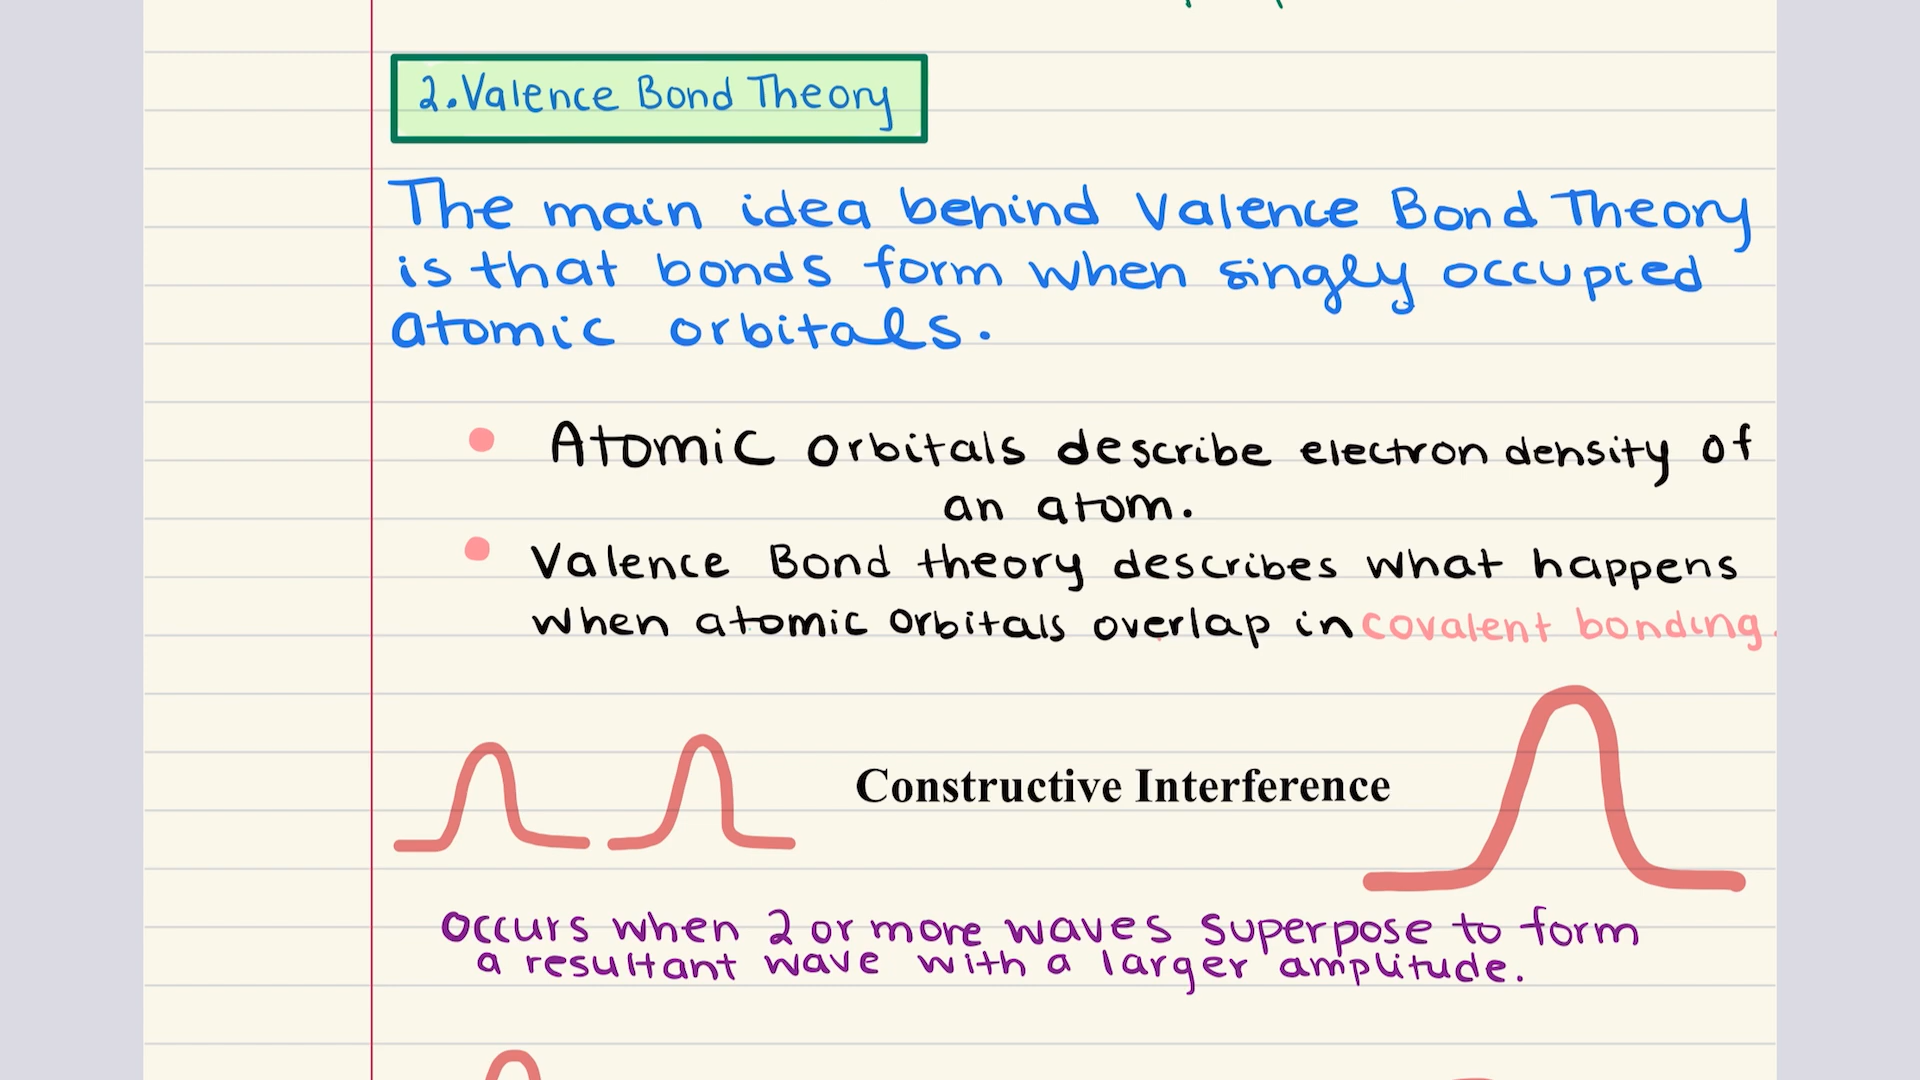 2. Valence Bond Theory
The main idea behind Valence Bond Theory
is that bonds form when singly occupied
atomic orbitals.
Atomic orbitals describe electron density of
an atom.
Valence Bond theory describes what happens
when atomic orbitals overlap in covalent bonding.
Constructive Interference
occurs when 2 or more waves superpose to form
a resultant wave with a larger amplitude.